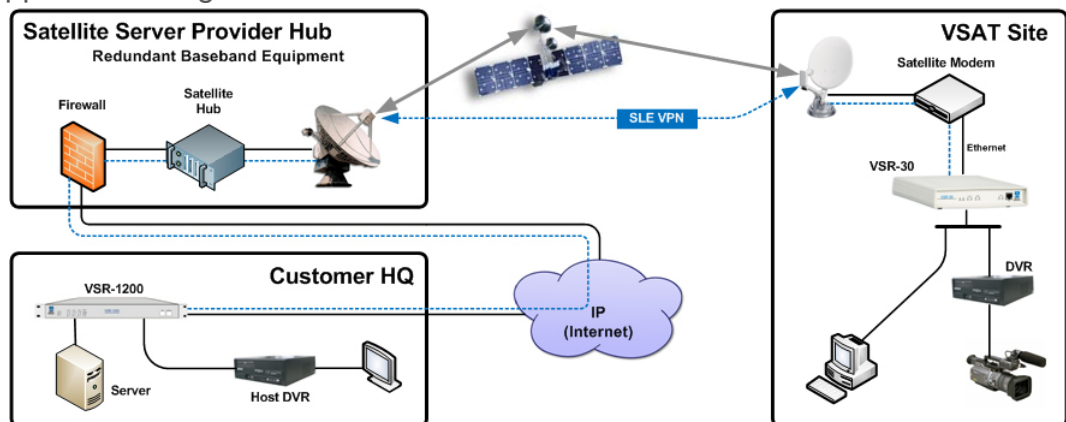 Satellite Server Provider Hub
Redundant Baseband Equipment
Firewall
Satellite
Hub
SLE VPN
VSAT Site
Satellite Modem
Ethernet
VSR-30
DVR
Customer HQ
VSR-1200
Server
Host DVR
IP
(Internet)